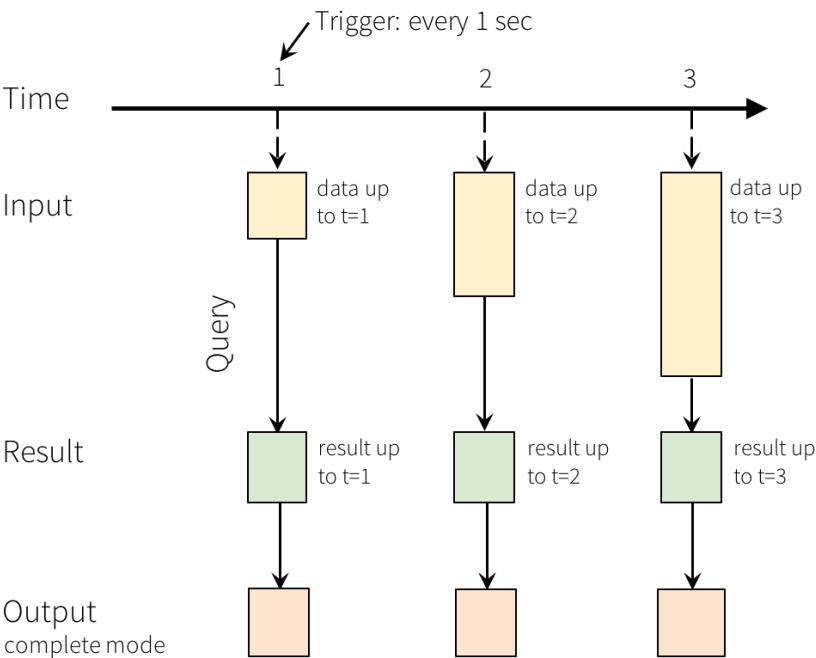 Trigger: every 1 sec
1 2 3
Time
Input
data up
to t=1
data up
to t=2
data up
to t=3
Query
Result
result up
to t=1
result up
to t=2
result up
to t=3
Output
complete mode